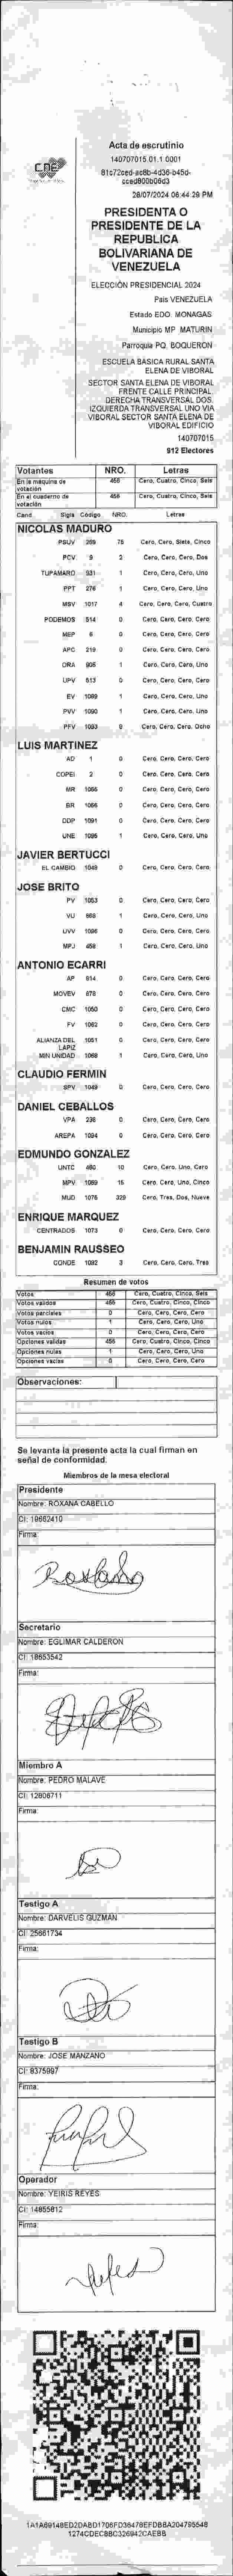 CNE
Acta de escrutinio
140707015.01.1.0001
28/07/2024 06:44:29 PM
PRESIDENTA O
PRESIDENTE DE LA
REPUBLICA
BOLIVARIANA DE
VENEZUELA
ELECCIÓN PRESIDENCIAL 2024
País VENEZUELA
Estado EDO. MONAGAS
Municipio MP. MATURIN
Parroquia PQ. BOQUERON
ESCUELA BÁSICA RURAL SANTA
ELENA DE VIBORAL
SECTOR SANTA ELENA DE VIBORAL
FRENTE CALLE PRINCIPAL.
DERECHA TRANSVERSAL DOS.
IZQUIERDA TRANSVERSAL UNO VIA
VIBORAL SECTOR SANTA ELENA DE
VIBORAL EDIFICIO
140707015
912 Electores
Votantes NRO. Letras
En la máquina de votación 456 Cero, Cuatro, Cinco, Seis
En el cuaderno de votación 456 Cero, Cuatro, Cinco, Seis
Cand. Sigla Código NRO. Letras
NICOLAS MADURO
PSUV 75 Cero, Cero, Siete, Cinco
PCV 9 2 Cero, Cero, Cero, Dos
TUPAMARO 931 1 Cero, Cero, Cero, Uno
PPT 276 1 Cero, Cero, Cero, Uno
MSV 1017 4 Cero, Cero, Cero, Cuatro
PODEMOS 514 0 Cero, Cero, Cero, Cero
MEP 6 0 Cero, Cero, Cero, Cero
APC 219 0 Cero, Cero, Cero, Cero
ORA 905 1 Cero, Cero, Cero, Uno
UPV 513 0 Cero, Cero, Cero, Cero
EV 1089 1 Cero, Cero, Cero, Uno
PVV 1090 1 Cero, Cero, Cero, Uno
PFV 1093 8 Cero, Cero, Cero, Ocho
LUIS MARTINEZ
AD 1 0 Cero, Cero, Cero, Cero
COPEI 2 0 Cero, Cero, Cero, Cero
MR 1055 0 Cero, Cero, Cero, Cero
BR 1086 0 Cero, Cero, Cero, Cero
DDP 1091 0 Cero, Cero, Cero, Cero
UNE 1095 1 Cero, Cero, Cero, Uno
JAVIER BERTUCCI
EL CAMBIO 1048 0 Cero, Cero, Cero, Cero
JOSE BRITO
PV 1053 0 Cero, Cero, Cero, Cero
VU 868 1 Cero, Cero, Cero, Uno
UVV 1096 0 Cero, Cero, Cero, Cero
MPJ 458 1 Cero, Cero, Cero, Uno
ANTONIO ECARRI
AP 814 0 Cero, Cero, Cero, Cero
MOVEV 878 0 Cero, Cero, Cero, Cero
CMC 1050 0 Cero, Cero, Cero, Cero
FV 1062 0 Cero, Cero, Cero, Cero
ALIANZA DEL LAPIZ 1051 0 Cero, Cero, Cero, Cero
MIN UNIDAD 1068 1 Cero, Cero, Cero, Uno
CLAUDIO FERMIN
SPV 1049 0 Cero, Cero, Cero, Cero
DANIEL CEBALLOS
VPA 236 0 Cero, Cero, Cero, Cero
AREPA 1094 0 Cero, Cero, Cero, Cero
EDMUNDO GONZALEZ
UNTC 460 10 Cero, Cero, Uno, Cero
MPV 1069 15 Cero, Cero, Uno, Cinco
MUD 1076 329 Cero, Tres, Dos, Nueve
ENRIQUE MARQUEZ
CENTRADOS 1073 0 Cero, Cero, Cero, Cero
BENJAMIN RAUSSEO
CONDE 1082 3 Cero, Cero, Cero, Tres
Resumen de votos
Votos 456 Cero, Cuatro, Cinco, Seis
Votos validos 455 Cero, Cuatro, Cinco, Cinco
Votos parciales 0 Cero, Cero, Cero, Cero
Votos nulos 1 Cero, Cero, Cero, Uno
Votos vacios 0 Cero, Cero, Cero, Cero
Opciones validas 455 Cero, Cuatro, Cinco, Cinco
Opciones nulas 1 Cero, Cero, Cero, Uno
Opciones vacias 0 Cero, Cero, Cero, Cero
Observaciones:
Se levanta la presente acta la cual firman en
señal de conformidad.
Miembros de la mesa electoral
Presidente
Nombre: ROXANA CABELLO
CI: 19662410
Firma:
Secretario
Nombre: EGLIMAR CALDERON
CI: 18653542
Firma:
Miembro A
Nombre: PEDRO MALAVE
CI: 12806711
Firma:
Testigo A
Nombre: DARVELIS GUZMAN
CI: 25661734
Firma:
Testigo B
Nombre: JOSE MANZANO
CI: 8375997
Firma:
Operador
Nombre: YEIRIS REYES
CI: 14855812
Firma:
Reyes